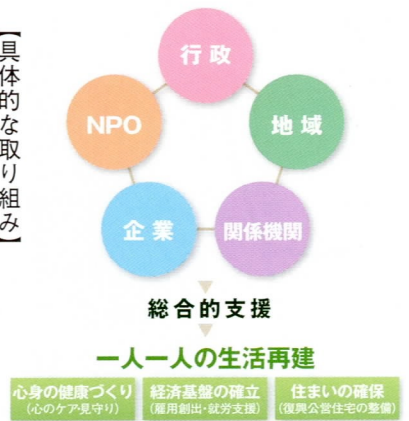 【具体的な取り組み】
行政
NPO
地域
企業
関係機関
総合的支援
一人一人の生活再建
心身の健康づくり
(心のケア・見守り)
経済基盤の確立
(雇用創出・就労支援)
住まいの確保
(復興公営住宅の整備)